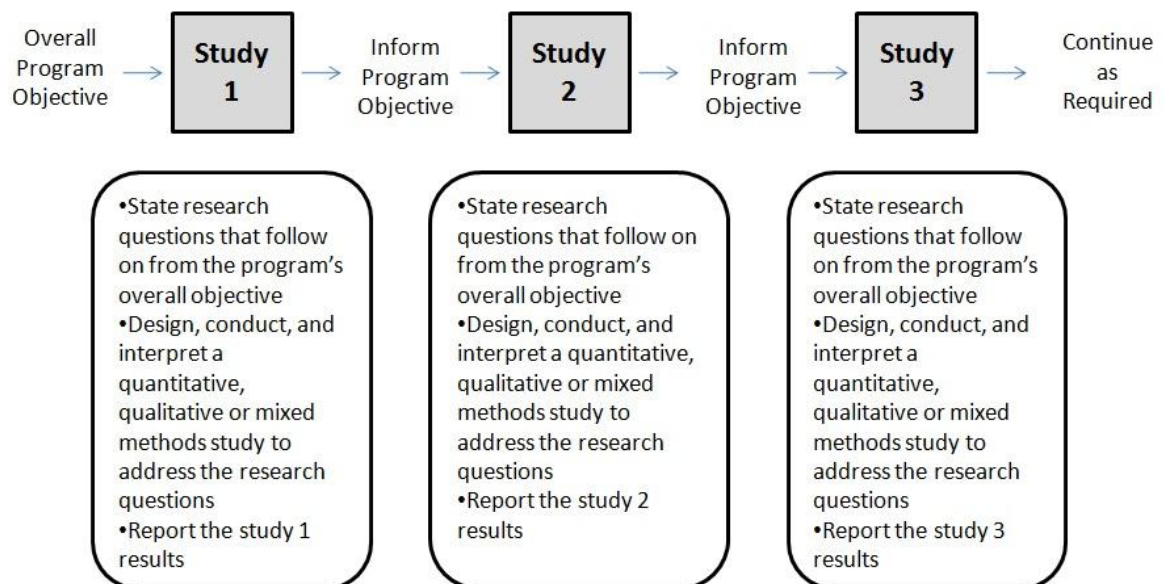 Overall
Program
Objective
Study
1
Inform
Program
Objective
Study
2
Inform
Program
Objective
Study
3
Continue
as
Required
•State research
questions that follow
on from the program's
overall objective
•Design, conduct, and
interpret a
quantitative,
qualitative or mixed
methods study to
address the research
questions
•Report the study 1
results
•State research
questions that follow on
from the program's
overall objective
•Design, conduct, and
interpret a quantitative,
qualitative or mixed
methods study to
address the research
questions
•Report the study 2
results
•State research
questions that follow
on from the program's
overall objective
•Design, conduct, and
interpret a
quantitative,
qualitative or mixed
methods study to
address the research
questions
•Report the study 3
results